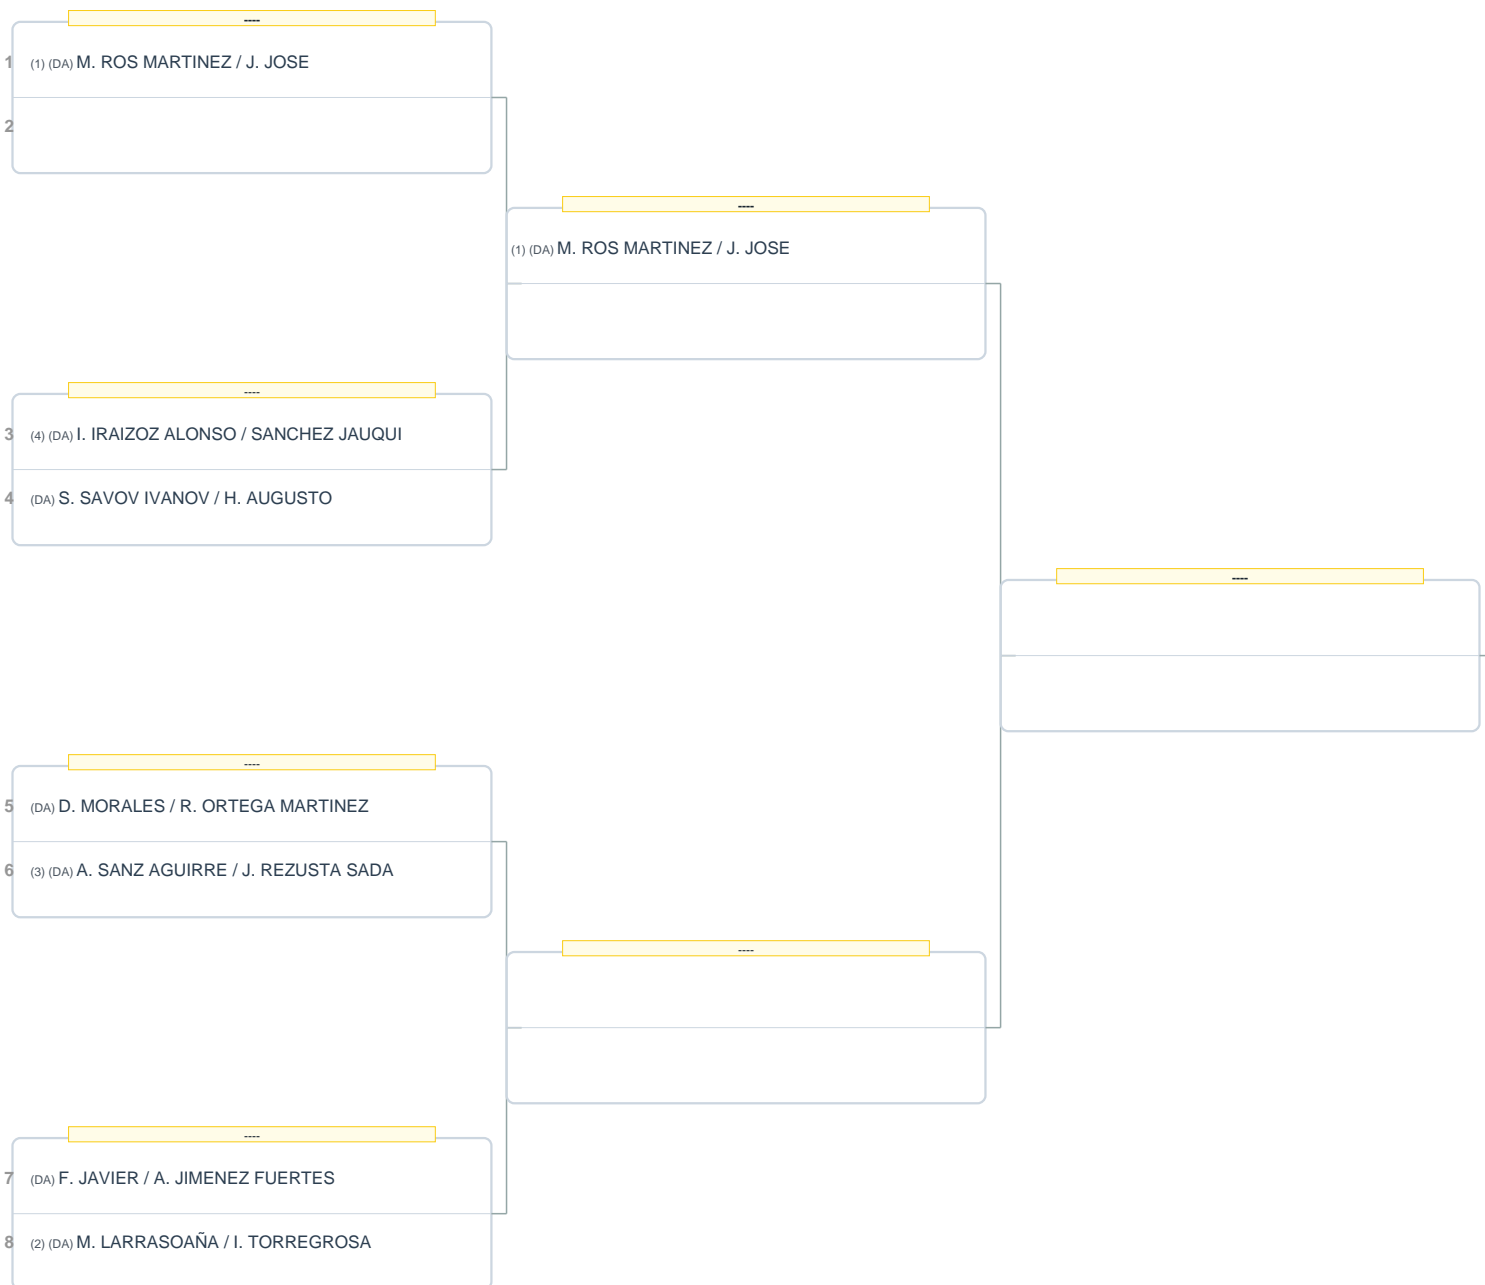 ----
1 (1) (DA) M. ROS MARTINEZ / J. JOSE
2
----
(1) (DA) M. ROS MARTINEZ / J. JOSE
----
3 (4) (DA) I. IRAIZOZ ALONSO / SANCHEZ JAUQUI
4 (DA) S. SAVOV IVANOV / H. AUGUSTO
----
----
5 (DA) D. MORALES / R. ORTEGA MARTINEZ
6 (3) (DA) A. SANZ AGUIRRE / J. REZUSTA SADA
----
----
7 (DA) F. JAVIER / A. JIMENEZ FUERTES
8 (2) (DA) M. LARRASOAÑA / I. TORREGROSA